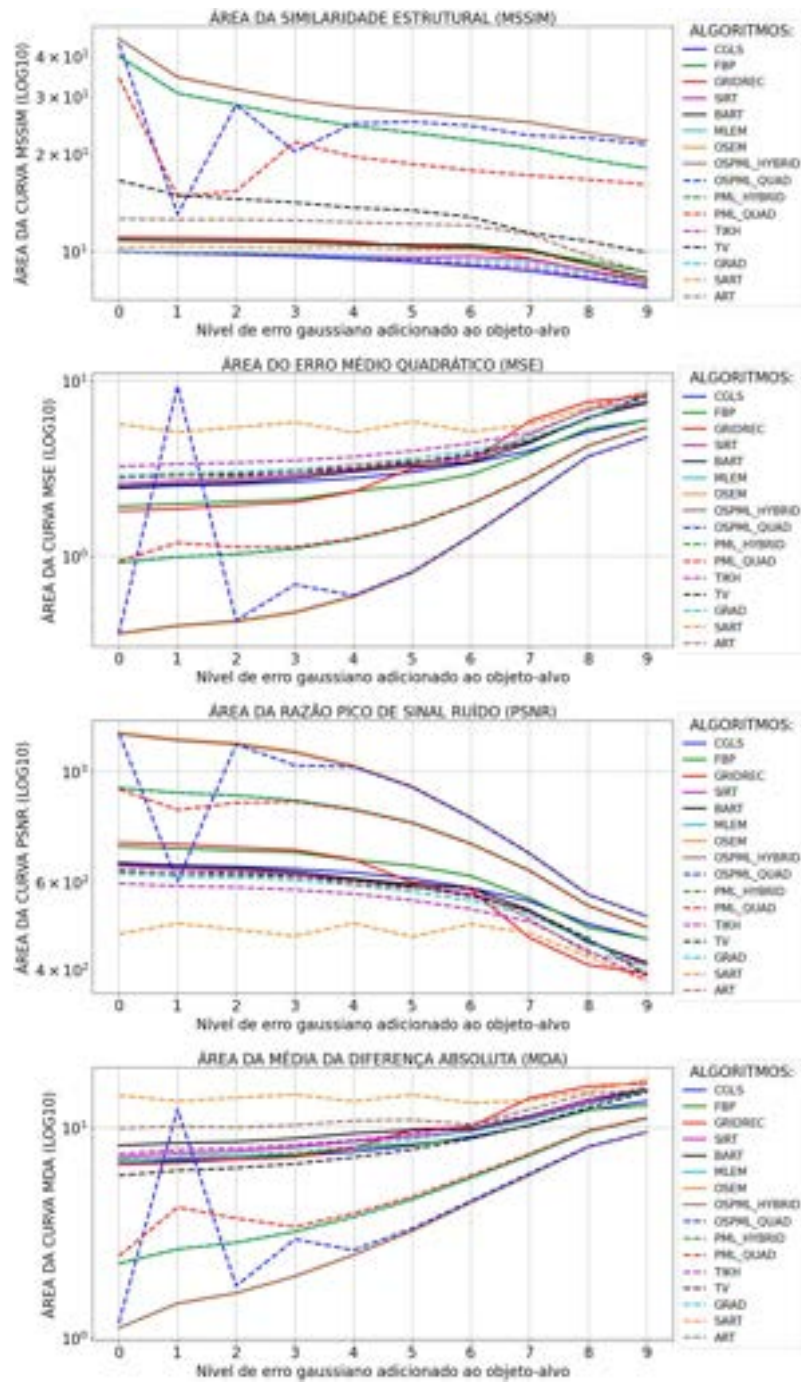 ÁREA DA SIMILARIDADE ESTRUTURAL (MSSIM)
ÁREA DA CURVA MSSIM (LOG10)
4 × 10¹
3 × 10¹
2 × 10¹
10¹
0 1 2 3 4 5 6 7 8 9
Nível de erro gaussiano adicionado ao objeto-alvo
ALGORITMOS:
CGLS
FBP
GRIDREC
SIRT
BART
MLEM
OSEM
OSPML_HYBRID
OSPML_QUAD
PML_HYBRID
PML_QUAD
TIKH
TV
GRAD
SART
ART
ÁREA DO ERRO MÉDIO QUADRÁTICO (MSE)
ÁREA DA CURVA MSE (LOG10)
10¹
10⁰
0 1 2 3 4 5 6 7 8 9
Nível de erro gaussiano adicionado ao objeto-alvo
ALGORITMOS:
CGLS
FBP
GRIDREC
SIRT
BART
MLEM
OSEM
OSPML_HYBRID
OSPML_QUAD
PML_HYBRID
PML_QUAD
TIKH
TV
GRAD
SART
ART
ÁREA DA RAZÃO PICO DE SINAL RUÍDO (PSNR)
ÁREA DA CURVA PSNR (LOG10)
10³
6 × 10²
4 × 10²
0 1 2 3 4 5 6 7 8 9
Nível de erro gaussiano adicionado ao objeto-alvo
ALGORITMOS:
CGLS
FBP
GRIDREC
SIRT
BART
MLEM
OSEM
OSPML_HYBRID
OSPML_QUAD
PML_HYBRID
PML_QUAD
TIKH
TV
GRAD
SART
ART
ÁREA DA MÉDIA DA DIFERENÇA ABSOLUTA (MDA)
ÁREA DA CURVA MDA (LOG10)
10¹
10⁰
0 1 2 3 4 5 6 7 8 9
Nível de erro gaussiano adicionado ao objeto-alvo
ALGORITMOS:
CGLS
FBP
GRIDREC
SIRT
BART
MLEM
OSEM
OSPML_HYBRID
OSPML_QUAD
PML_HYBRID
PML_QUAD
TIKH
TV
GRAD
SART
ART